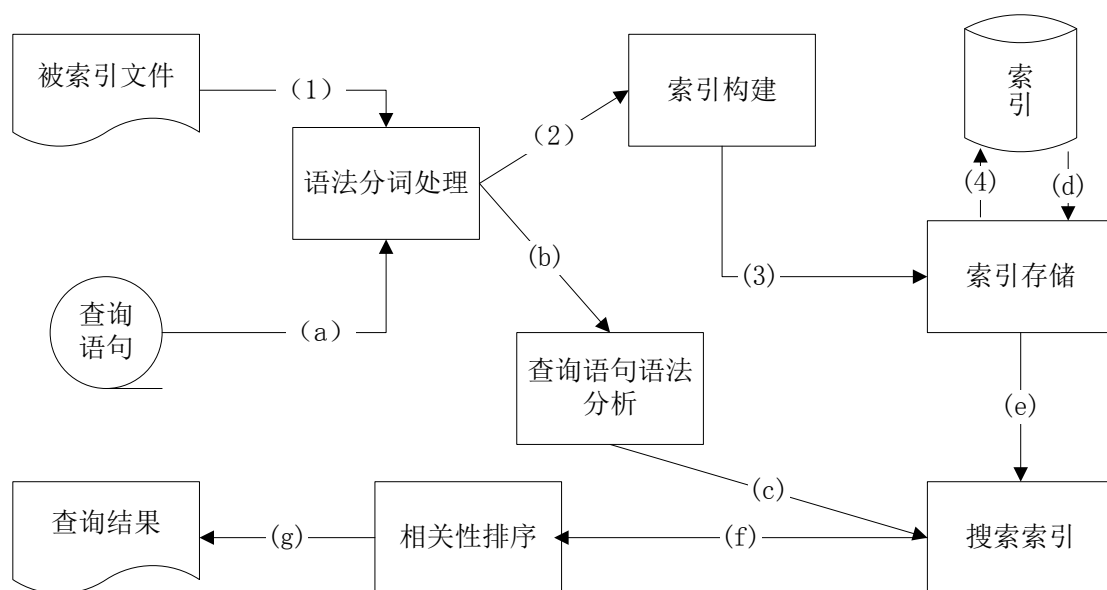 被索引文件
（1）
语法分词处理
（2）
索引构建
索
引
(4)
(d)
(b)
(3)
索引存储
查询
语句
（a）
查询语句语法
分析
(e)
(c)
查询结果
(g)
相关性排序
(f)
搜索索引